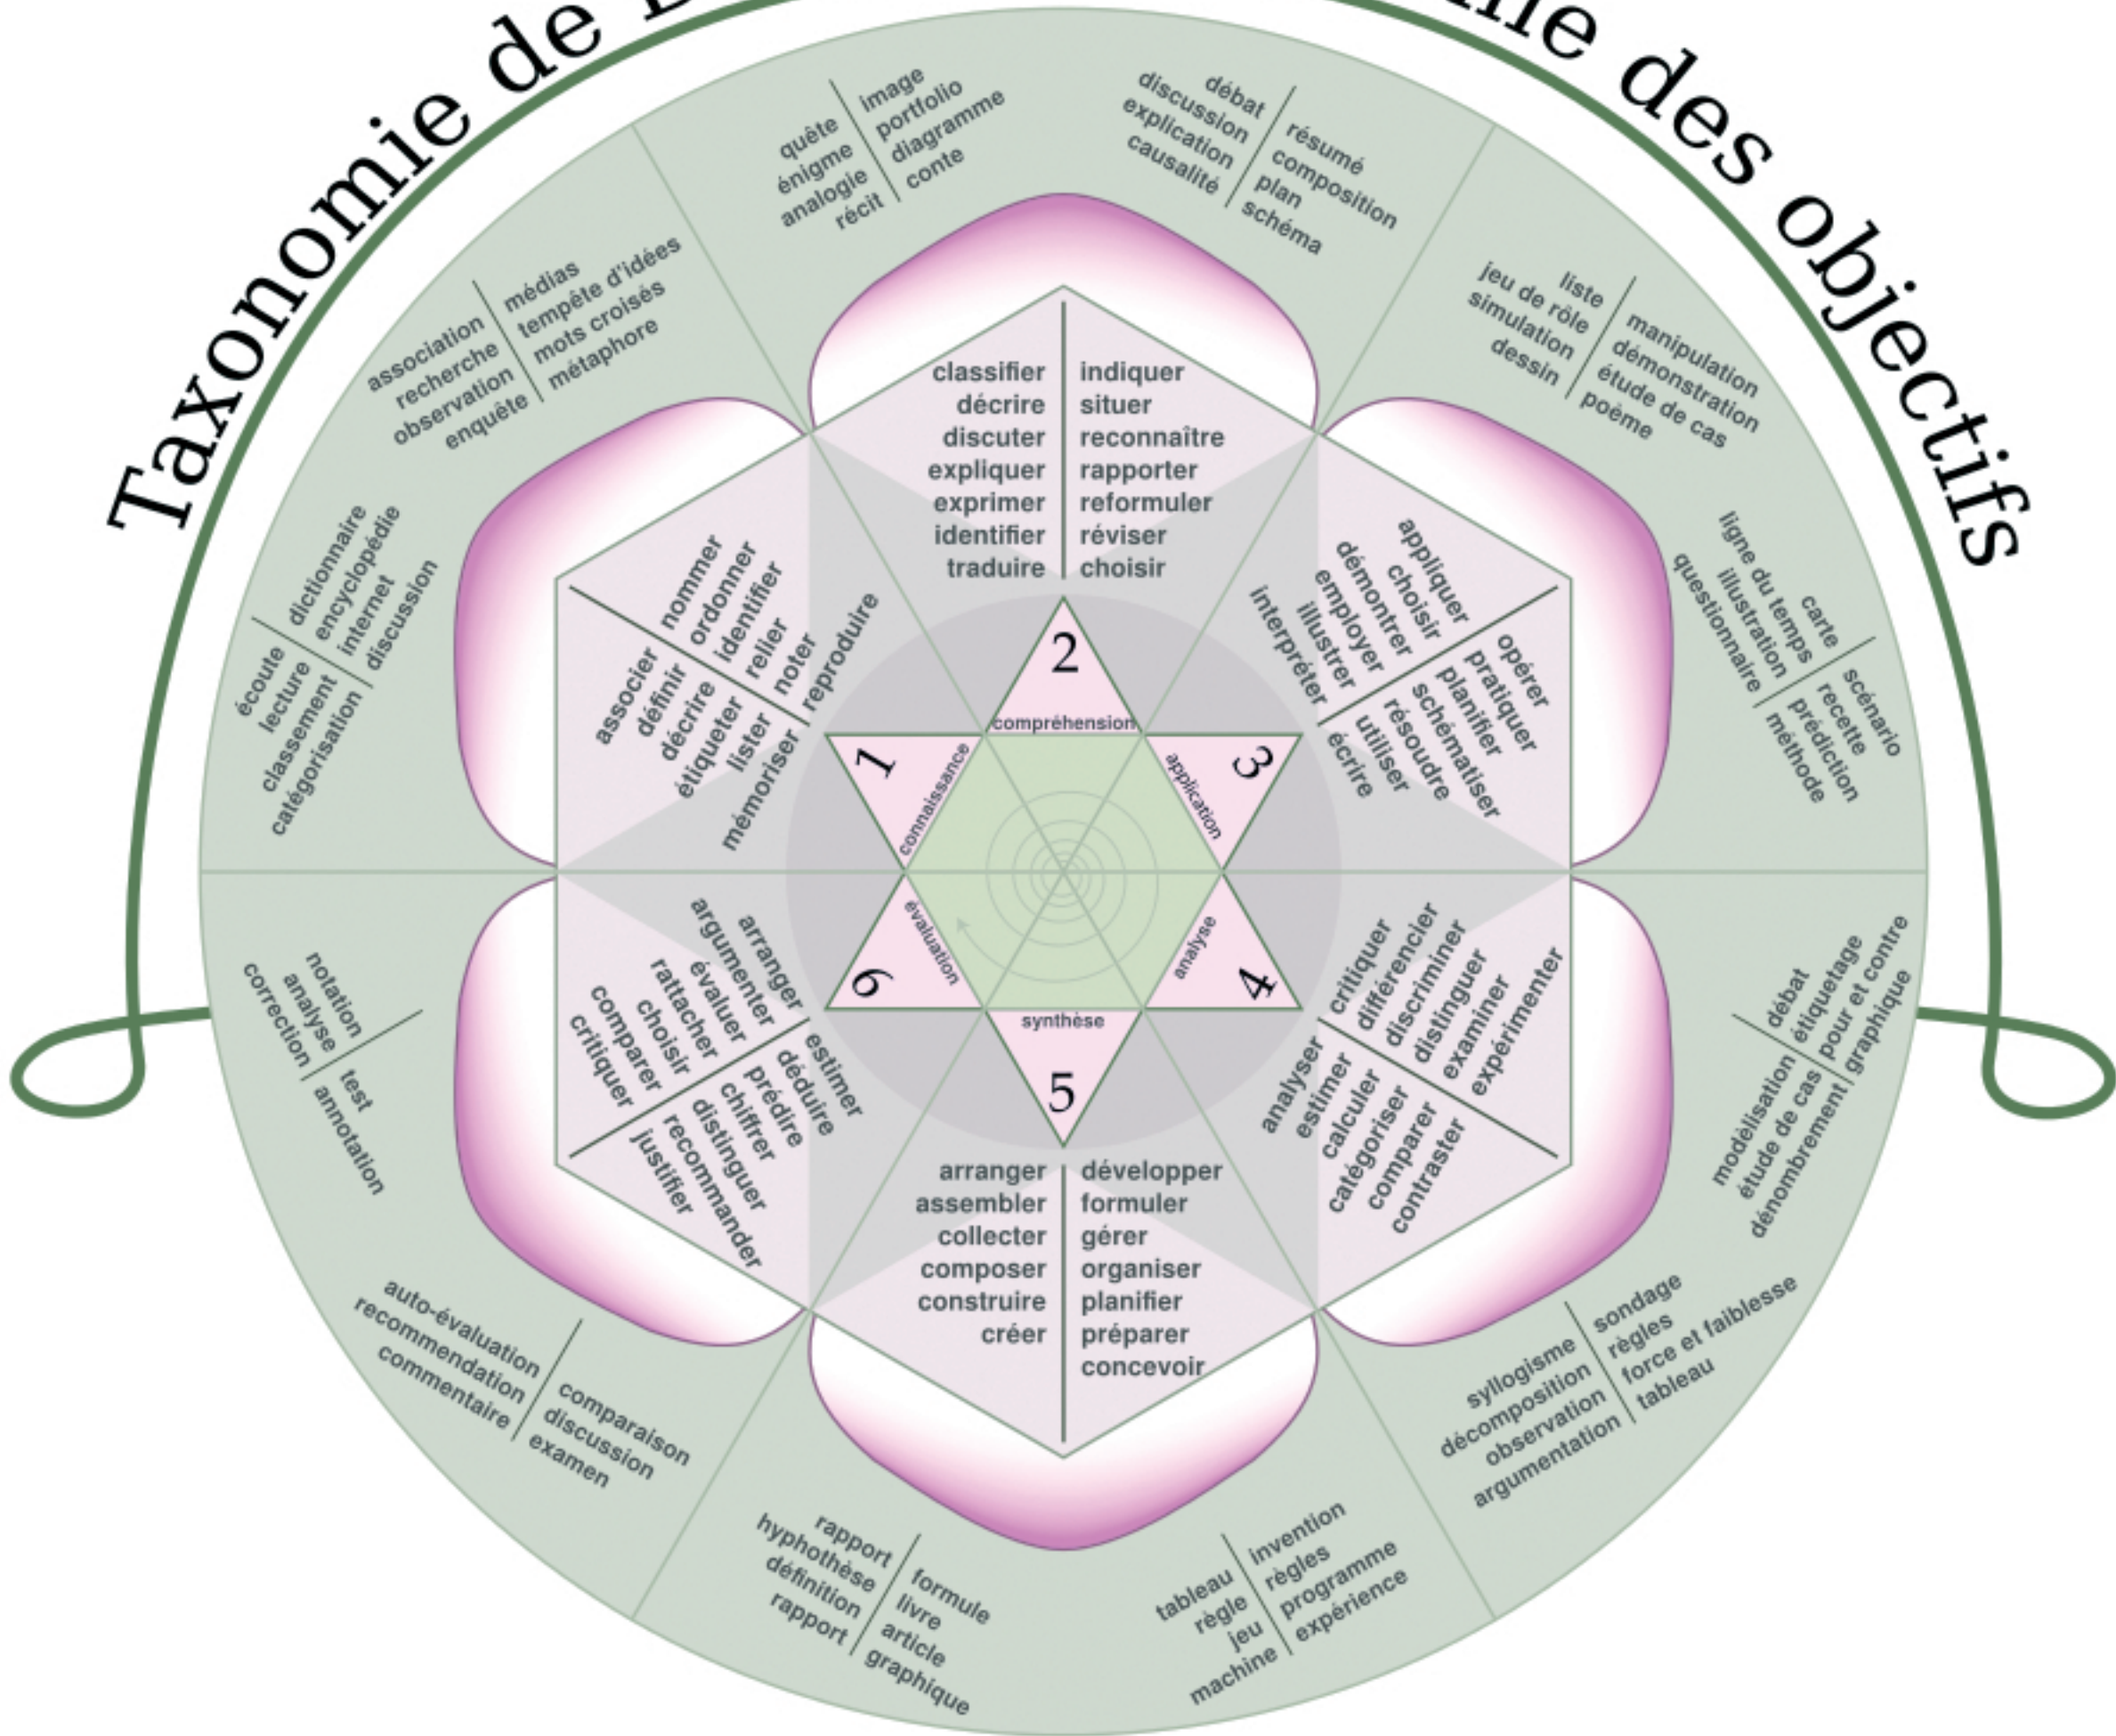 Taxonomie de
des objectifs
quête
énigme
analogie
récit
image
portfolio
diagramme
conte
débat
discussion
explication
causalité
résumé
composition
plan
schéma
liste
jeu de rôle
simulation
dessin
manipulation
démonstration
étude de cas
poème
carte
ligne du temps
illustration
questionnaire
scénario
recette
prédiction
méthode
débat
étiquetage
pour et contre
graphique
modèlisation
étude de cas
dénombrement
sondage
règles
force et faiblesse
tableau
syllogisme
décomposition
observation
argumentation
invention
règles
programme
expérience
tableau
règle
jeu
machine
rapport
hyphothèse
définition
rapport
formule
livre
article
graphique
auto-évaluation
recommendation
commentaire
comparaison
discussion
examen
notation
analyse
correction
test
annotation
dictionnaire
encyclopédie
internet
discussion
écoute
lecture
classement
catégorisation
association
recherche
observation
enquête
médias
tempête d'idées
mots croisés
métaphore
1
connaissance
nommer
ordonner
identifier
relier
noter
reproduire
associer
définir
décrire
étiqueter
lister
mémoriser
2
compréhension
classifier
décrire
discuter
expliquer
exprimer
identifier
traduire
indiquer
situer
reconnaître
rapporter
reformuler
réviser
choisir
3
application
appliquer
choisir
démontrer
employer
illustrer
interpréter
opérer
pratiquer
planifier
schématiser
résoudre
utiliser
écrire
4
analyse
critiquer
différencier
discriminer
distinguer
examiner
expérimenter
analyser
estimer
calculer
catégoriser
comparer
contraster
synthèse
5
arranger
assembler
collecter
composer
construire
créer
développer
formuler
gérer
organiser
planifier
préparer
concevoir
6
évaluation
arranger
argumenter
évaluer
rattacher
choisir
comparer
critiquer
estimer
déduire
prédire
chiffrer
distinguer
recommander
justifier